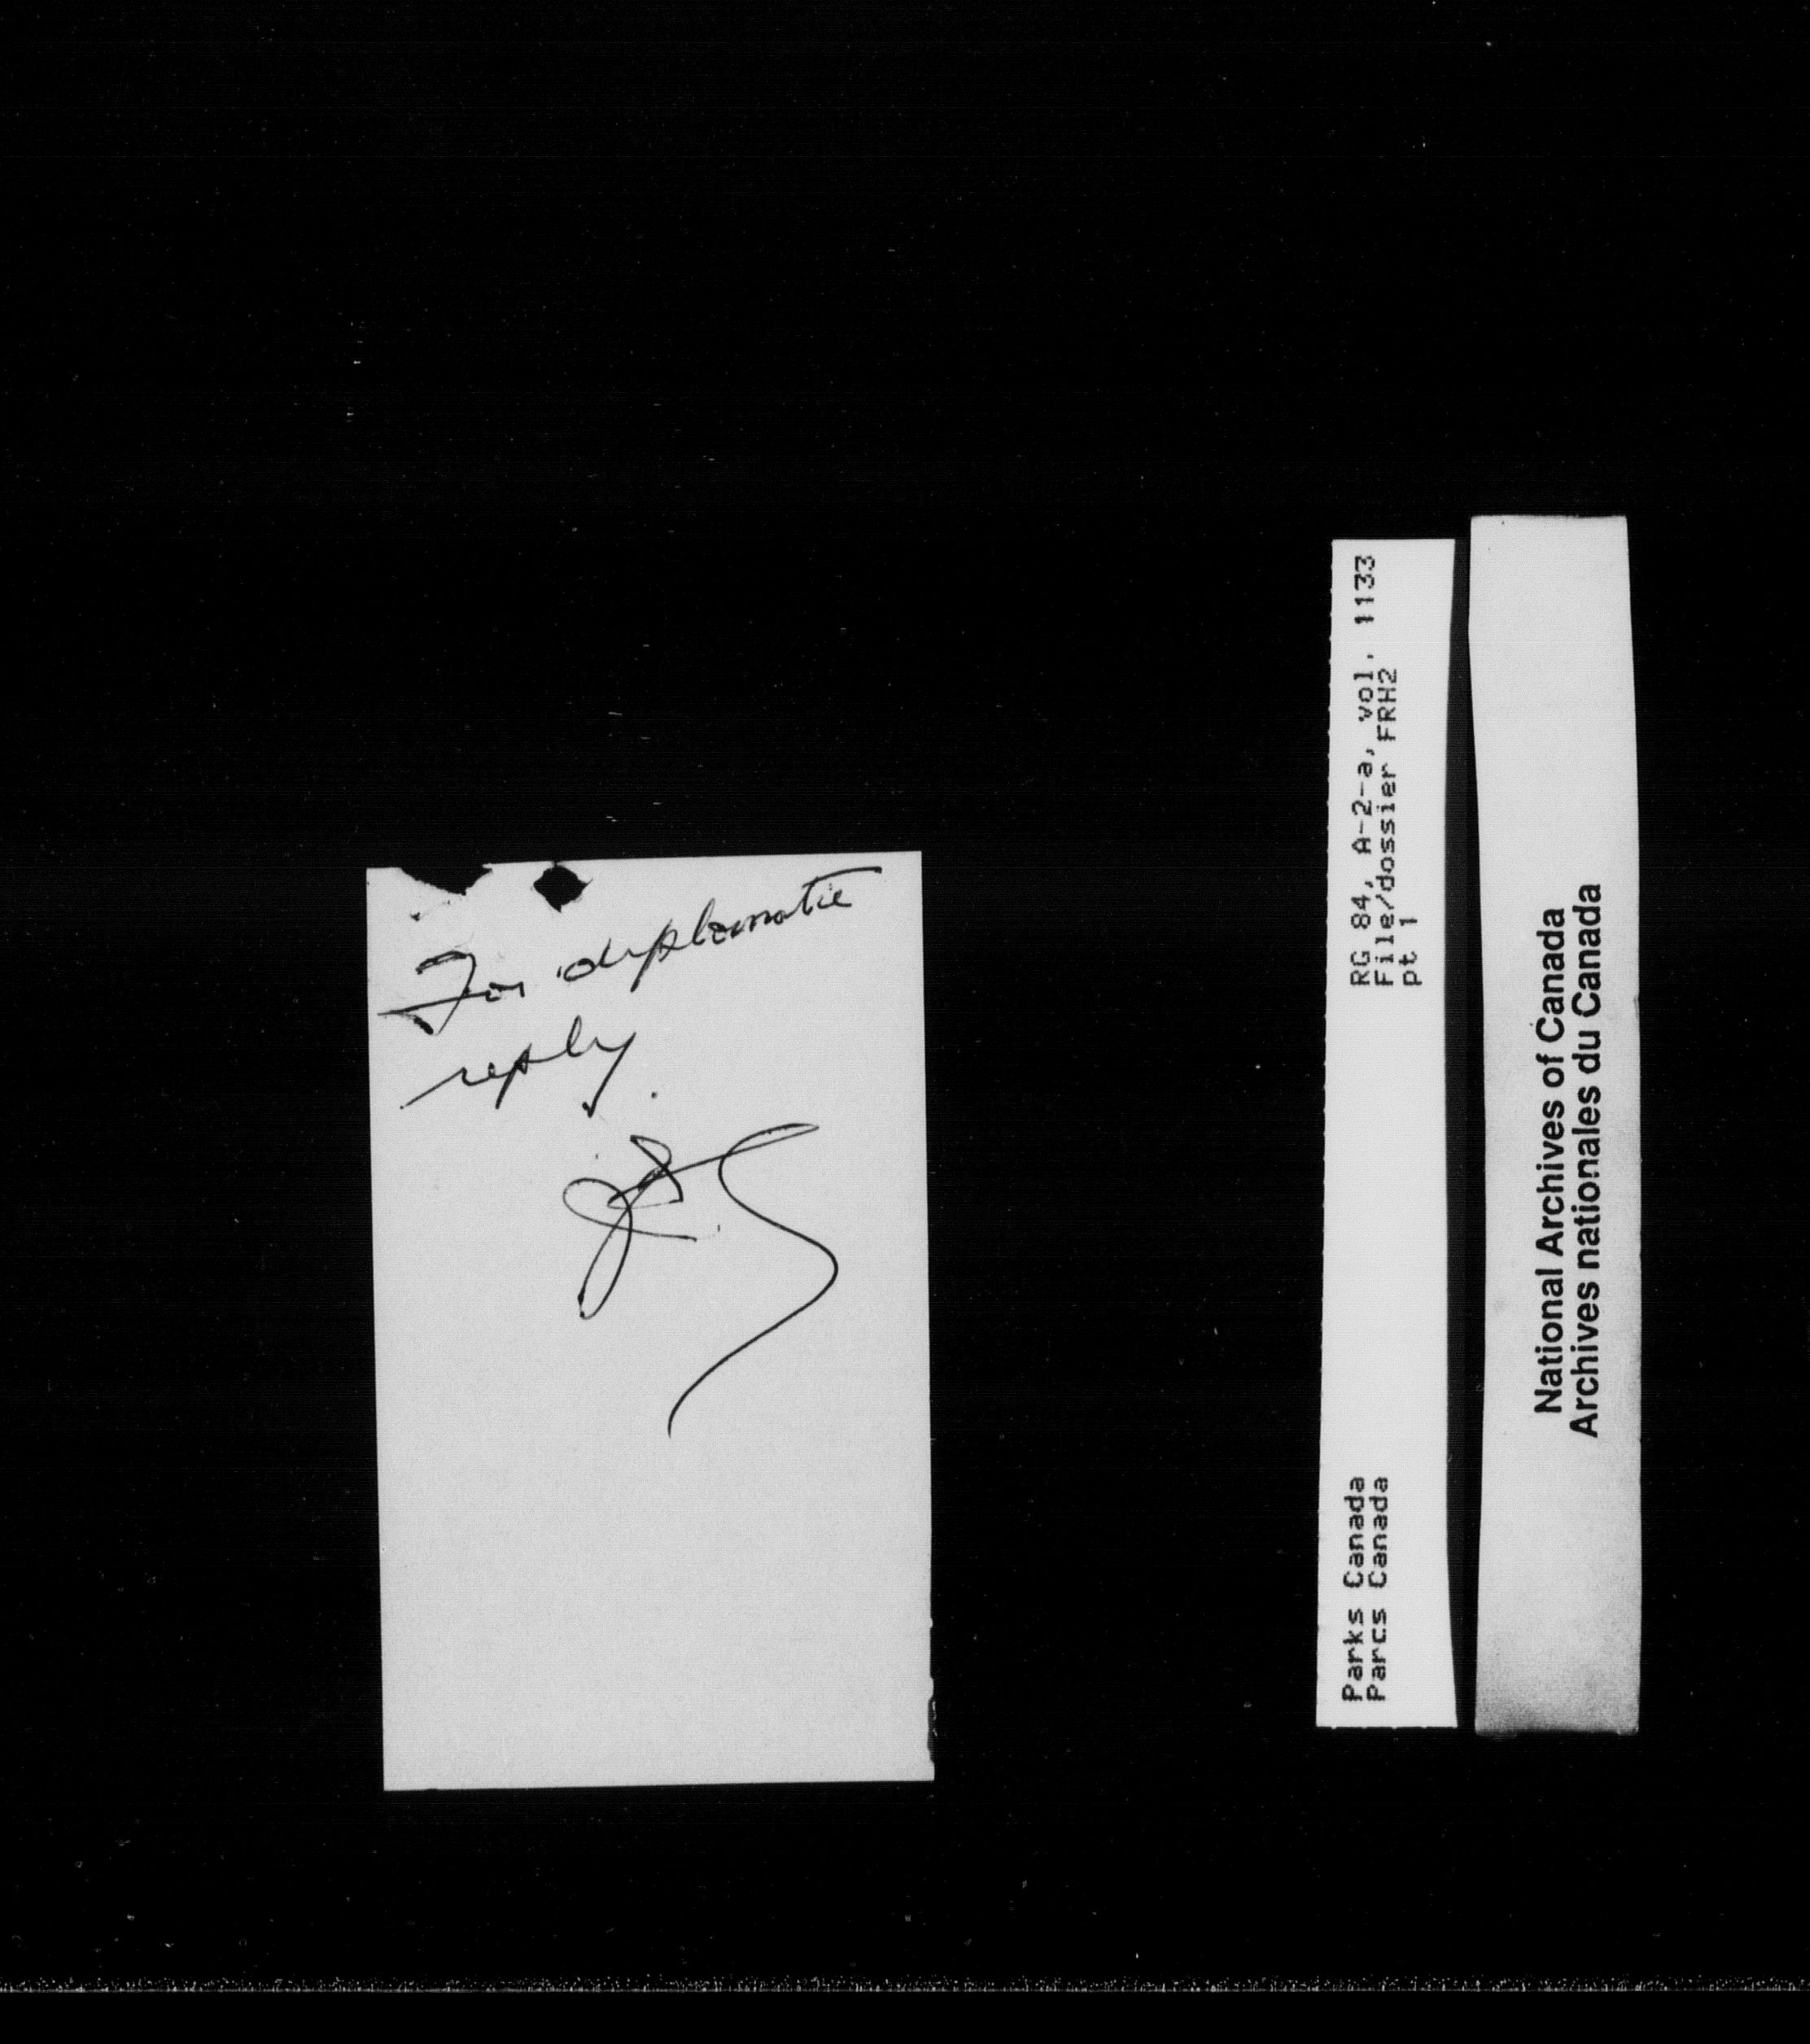 For diplomatic
reply.
RG 84, A-2-a, vol. 1133
File/dossier FRH2
pt 1
Parks Canada
Parcs Canada
National Archives of Canada
Archives nationales du Canada